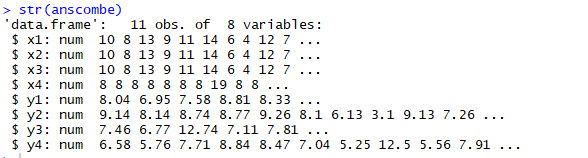 > str(anscombe)
'data.frame':   11 obs. of  8 variables:
 $ x1: num  10 8 13 9 11 14 6 4 12 7 ...
 $ x2: num  10 8 13 9 11 14 6 4 12 7 ...
 $ x3: num  10 8 13 9 11 14 6 4 12 7 ...
 $ x4: num  8 8 8 8 8 8 8 19 8 8 ...
 $ y1: num  8.04 6.95 7.58 8.81 8.33 ...
 $ y2: num  9.14 8.14 8.74 8.77 9.26 8.1 6.13 3.1 9.13 7.26 ...
 $ y3: num  7.46 6.77 12.74 7.11 7.81 ...
 $ y4: num  6.58 5.76 7.71 8.84 8.47 7.04 5.25 12.5 5.56 7.91 ...